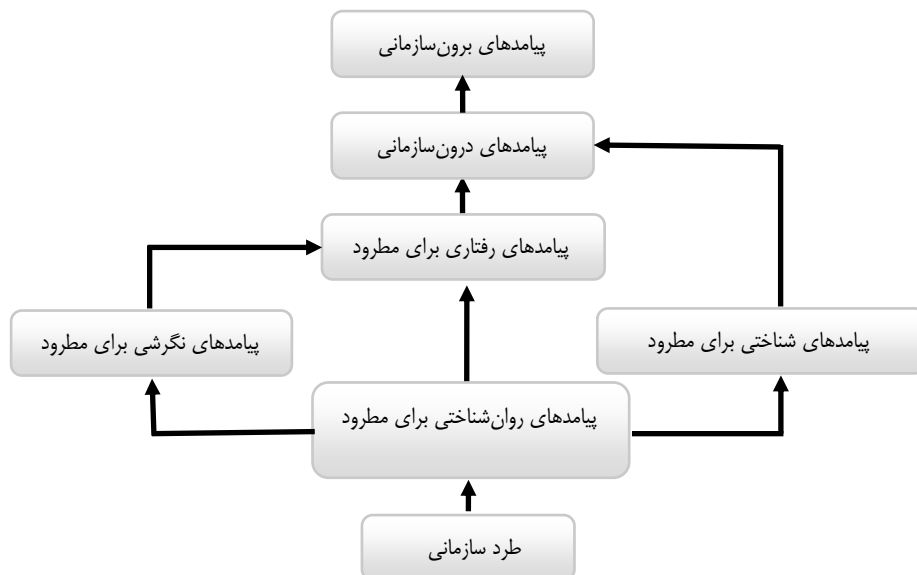 پیامدهای برون‌سازمانی
پیامدهای درون‌سازمانی
پیامدهای رفتاری برای مطرود
پیامدهای شناختی برای مطرود
پیامدهای نگرشی برای مطرود
پیامدهای روان‌شناختی برای مطرود
طرد سازمانی